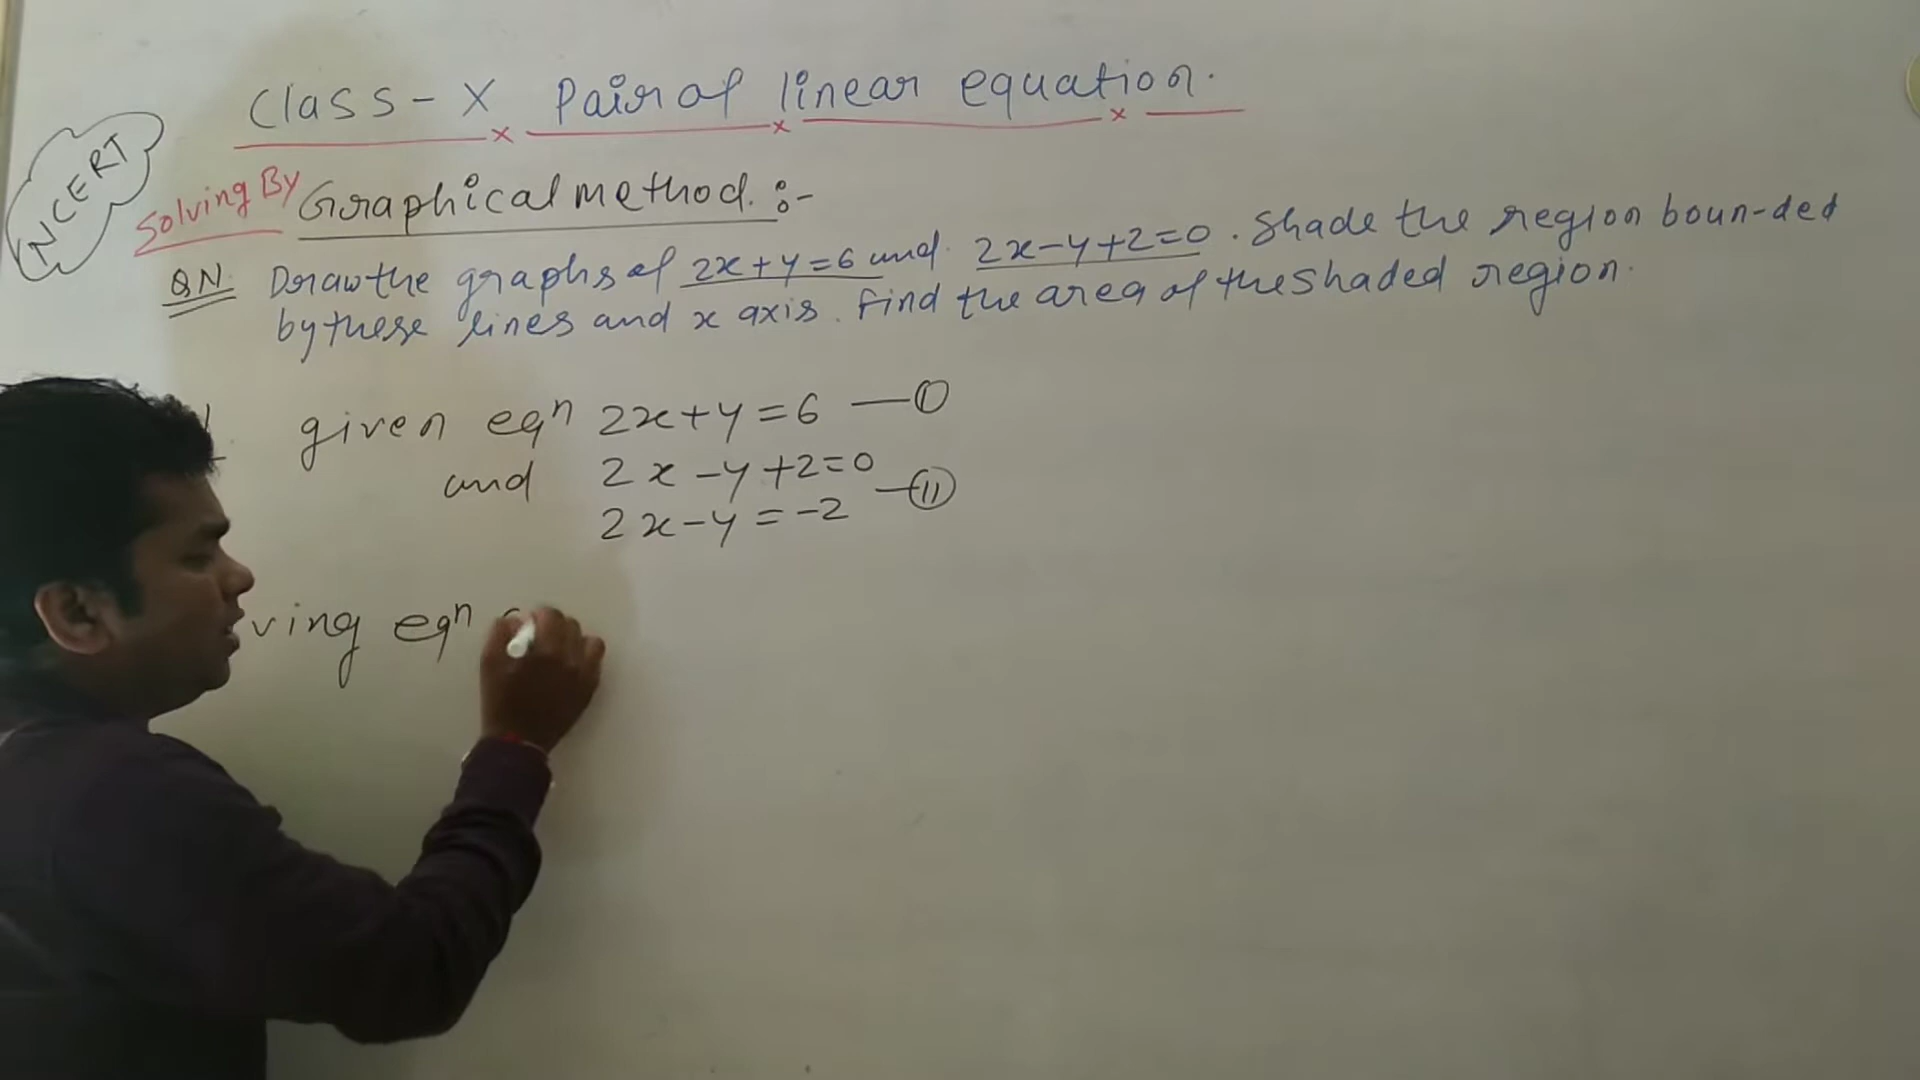 Class - X Pair of linear equation.
NCERT
Solving By Graphical method. :-
QN. Draw the graphs of 2x+y=6 and 2x-y+2=0. Shade the region boun-ded
by these lines and x axis. Find the area of the shaded region.
given eqⁿ 2x+y=6 —①
and 2x-y+2=0
2x-y=-2 —⑪
ving eqⁿ